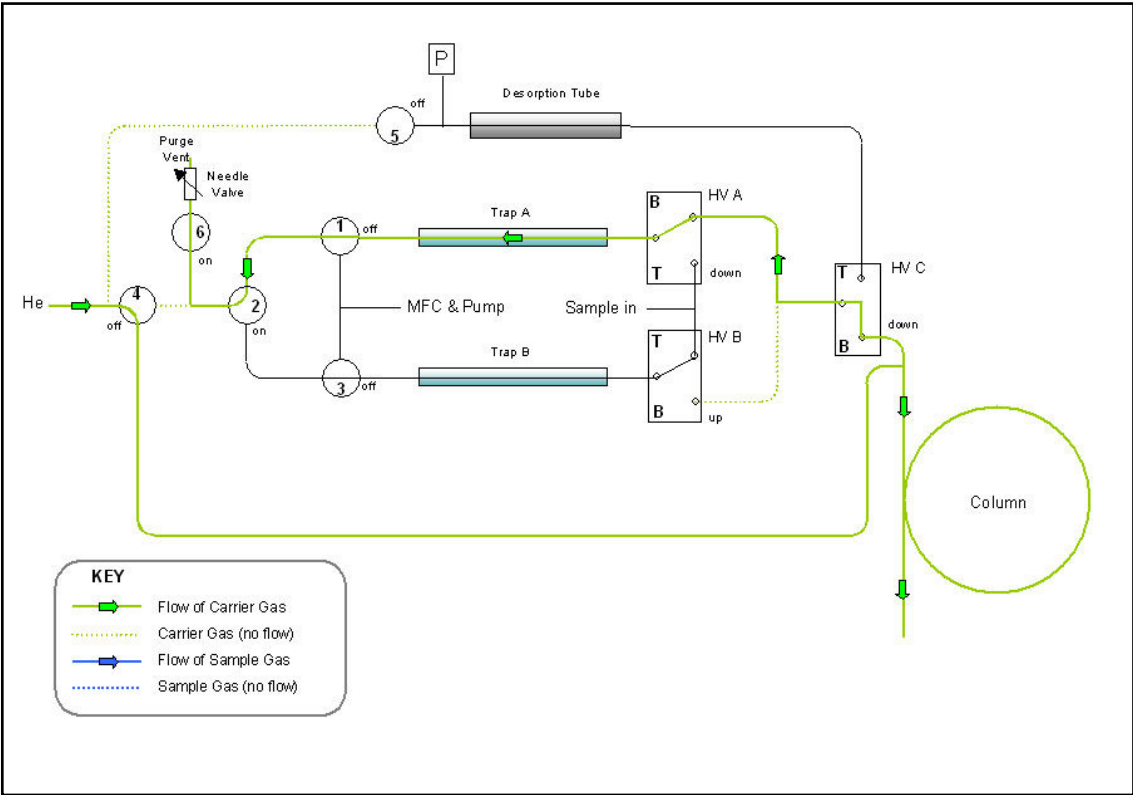 P
Desorption Tube
off
5
Purge
Vent
Needle
Valve
6
on
1
off
Trap A
B
T
HV A
down
He
4
off
2
on
MFC & Pump
Sample in
T
B
HV C
down
3
off
Trap B
T
B
HV B
up
Column
KEY
Flow of Carrier Gas
Carrier Gas (no flow)
Flow of Sample Gas
Sample Gas (no flow)